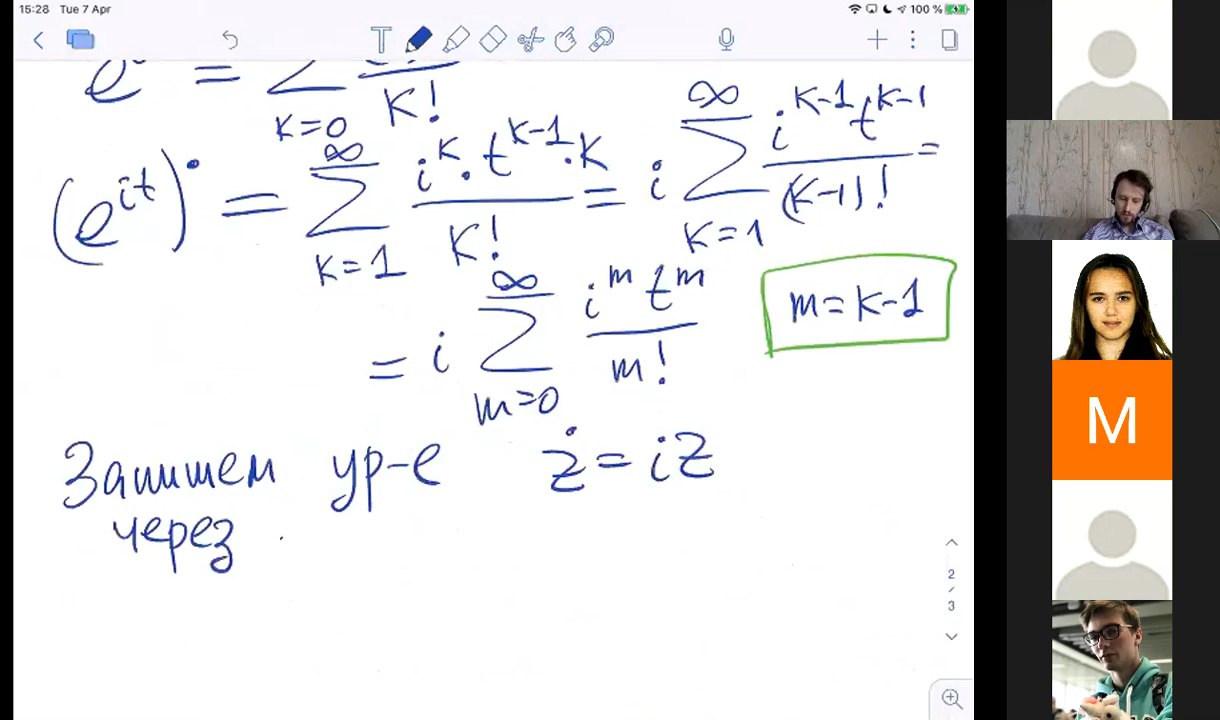 15:28 Tue 7 Apr 100 %
e = ∑ K!
K=0
(e^{it})^• = ∑_{K=1}^{∞} i^K · t^{K-1} · K / K! = i ∑_{K=1}^{∞} i^{K-1} t^{K-1} / (K-1)! =
= i ∑_{m=0}^{∞} i^m t^m / m!
m = K-1
Запишем ур-е ż = iz
через
2
/
3
M